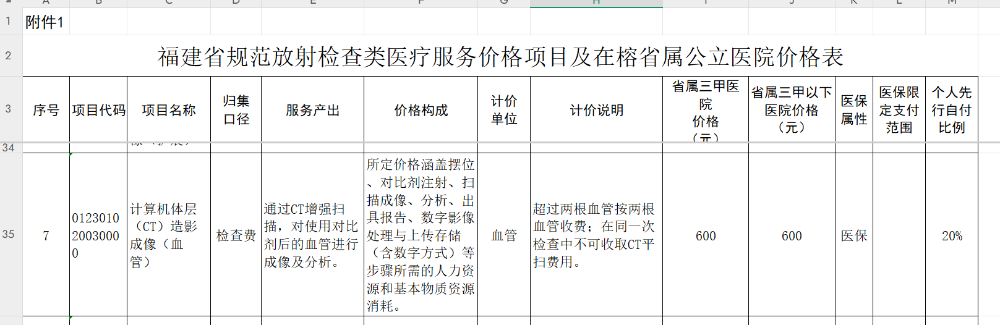 A B C D E F G H I J K L M
1 附件1
2 福建省规范放射检查类医疗服务价格项目及在榕省属公立医院价格表
3
序号
项目代码
项目名称
归集
口径
服务产出
价格构成
计价
单位
计价说明
省属三甲医
院
价格
（元）
省属三甲以下
医院价格
（元）
医保
属性
医保限
定支付
范围
个人先
行自付
比例
34
35
7
0123010
2003000
0
计算机体层
（CT）造影
成像（血
管）
检查费
通过CT增强扫
描，对使用对比
剂后的血管进行
成像及分析。
所定价格涵盖摆位
、对比剂注射、扫
描成像、分析、出
具报告、数字影像
处理与上传存储
（含数字方式）等
步骤所需的人力资
源和基本物质资源
消耗。
血管
超过两根血管按两根
血管收费；在同一次
检查中不可收取CT平
扫费用。
600
600
医保
20%